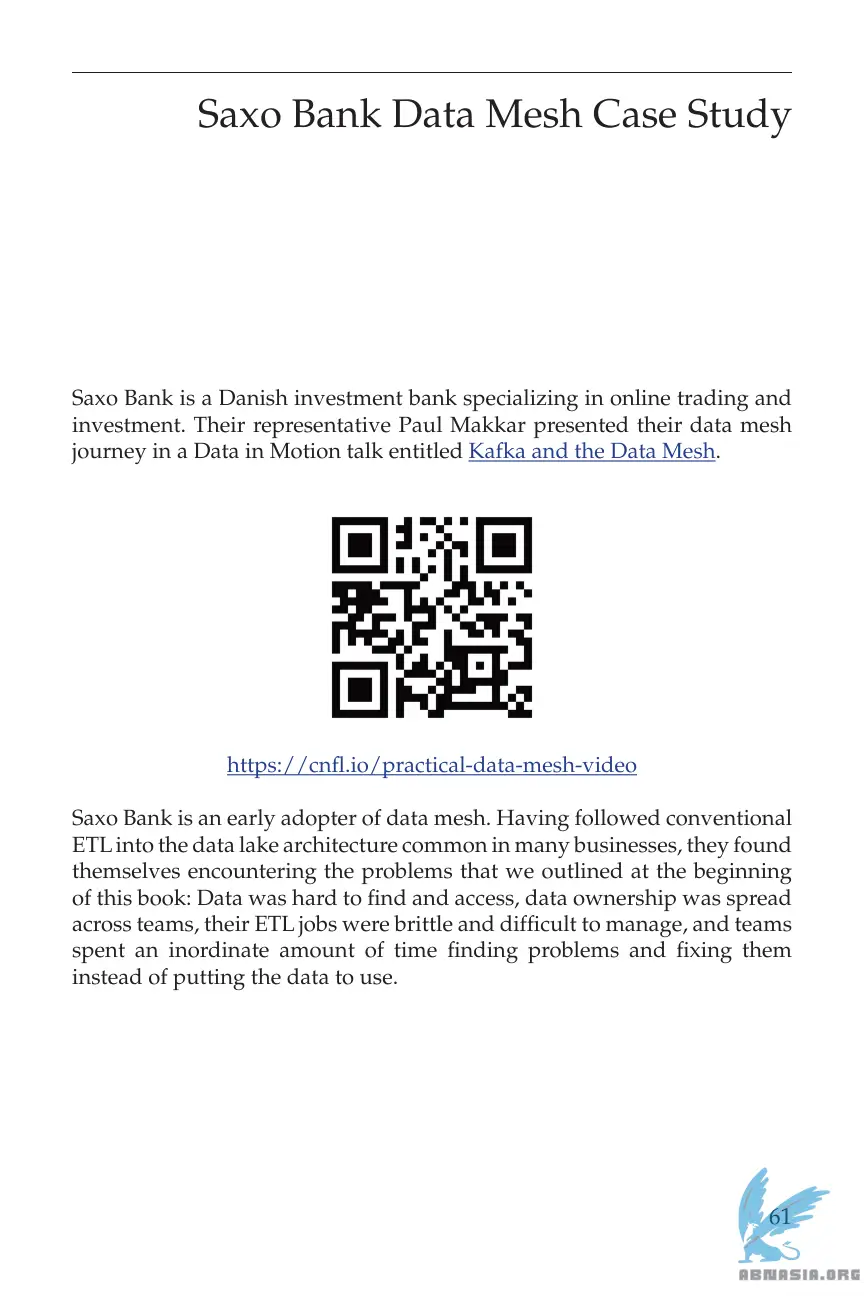 Saxo Bank Data Mesh Case Study
Saxo Bank is a Danish investment bank specializing in online trading and
investment. Their representative Paul Makkar presented their data mesh
journey in a Data in Motion talk entitled Kafka and the Data Mesh.
https://cnfl.io/practical-data-mesh-video
Saxo Bank is an early adopter of data mesh. Having followed conventional
ETL into the data lake architecture common in many businesses, they found
themselves encountering the problems that we outlined at the beginning
of this book: Data was hard to find and access, data ownership was spread
across teams, their ETL jobs were brittle and difficult to manage, and teams
spent an inordinate amount of time finding problems and fixing them
instead of putting the data to use.
61
ABNASIA.ORG